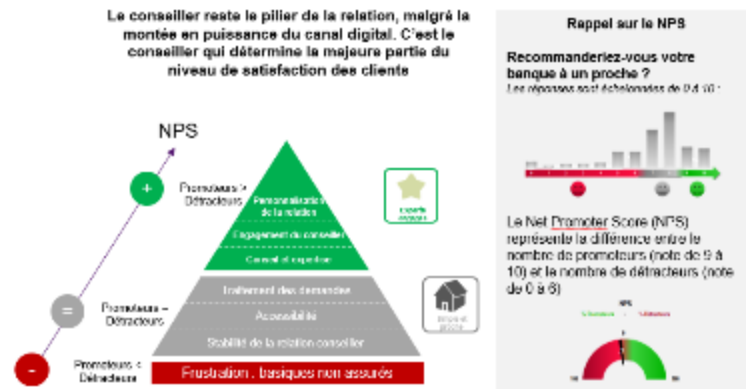 Le conseiller reste le pilier de la relation, malgré la
montée en puissance du canal digital. C'est le
conseiller qui détermine la majeure partie du
niveau de satisfaction des clients
NPS
+
Promoteurs >
Détracteurs
Personnalisation
de la relation
Engagement du conseiller
Conseil et expertise
=
Promoteurs =
Détracteurs
Traitement des demandes
Accessibilité
Stabilité de la relation conseiller
-
Promoteurs <
Détracteurs
Frustration : basiques non assurés
Rappel sur le NPS
Recommanderiez-vous votre
banque à un proche ?
Les réponses sont échelonnées de 0 à 10 :
Le Net Promoter Score (NPS)
représente la différence entre le
nombre de promoteurs (note de 9 à
10) et le nombre de détracteurs (note
de 0 à 6)
NPS